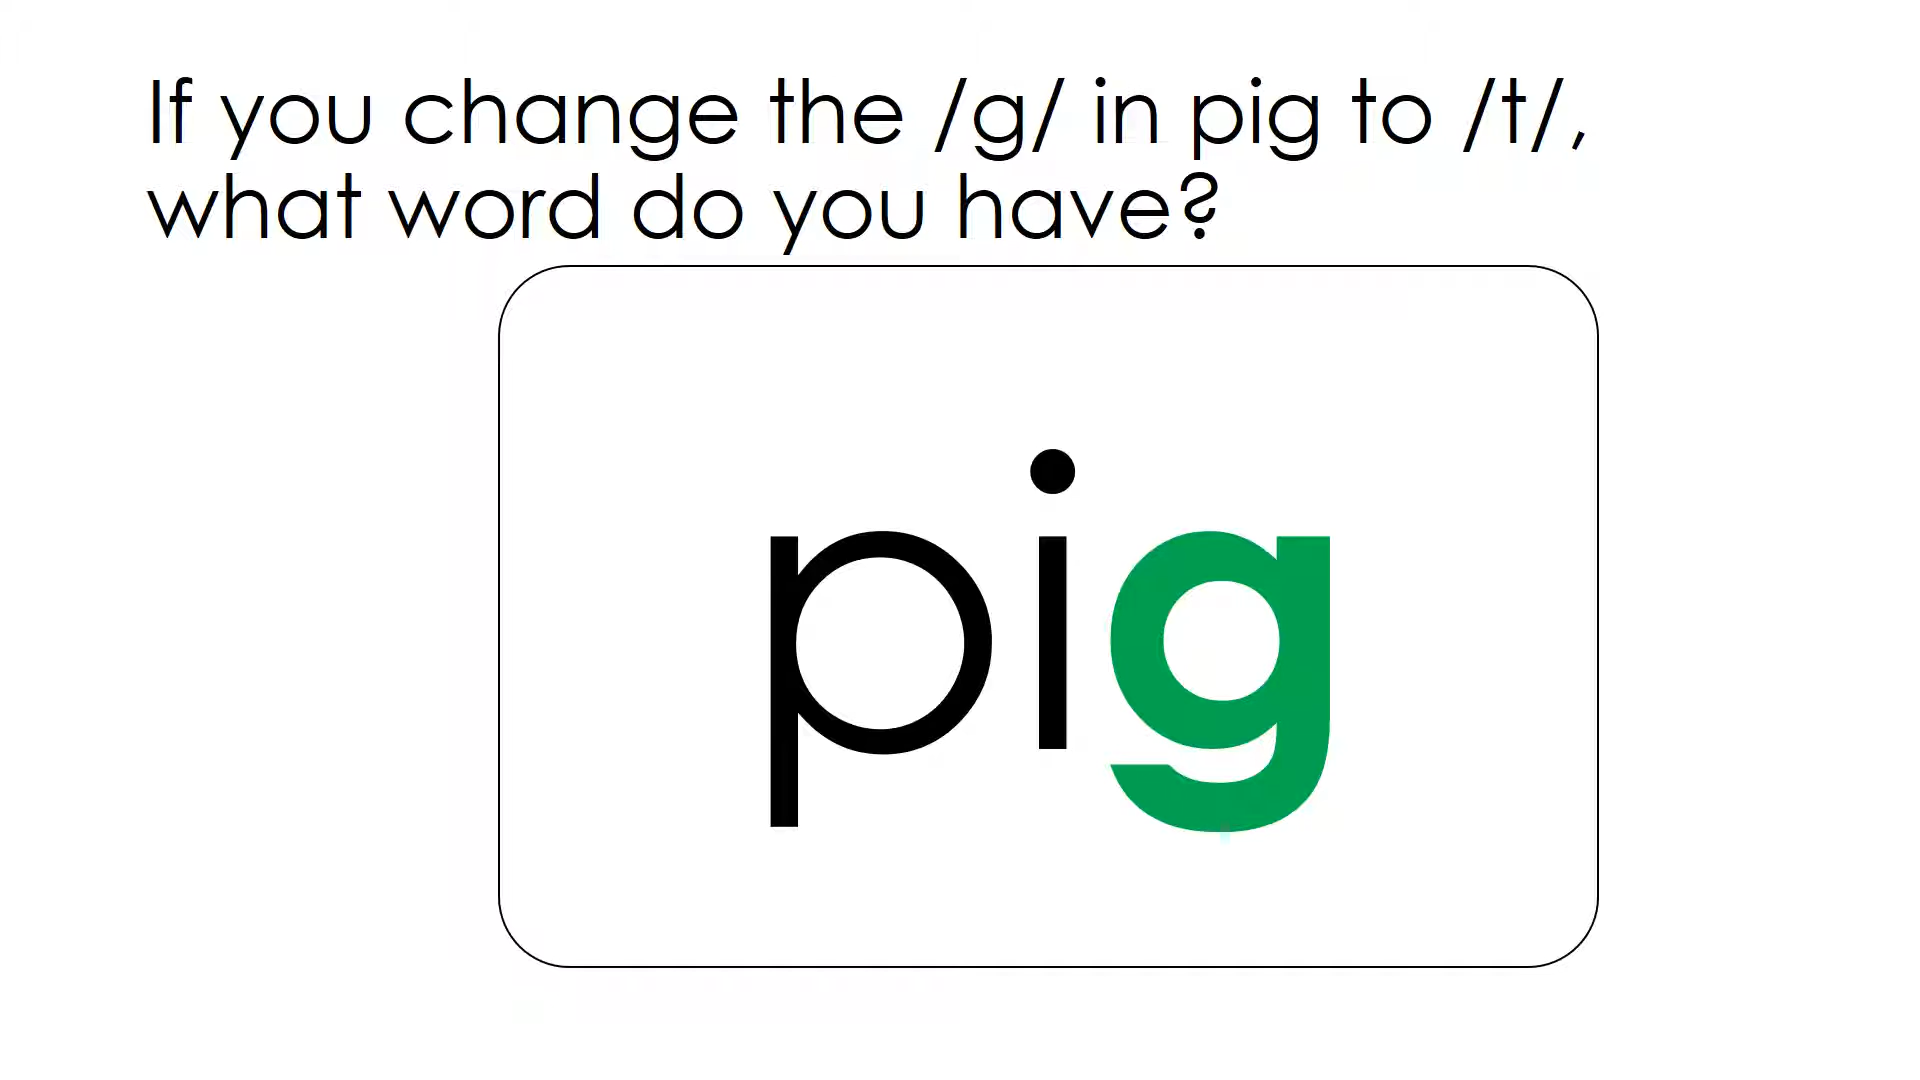 If you change the /g/ in pig to /t/,
what word do you have?
pig